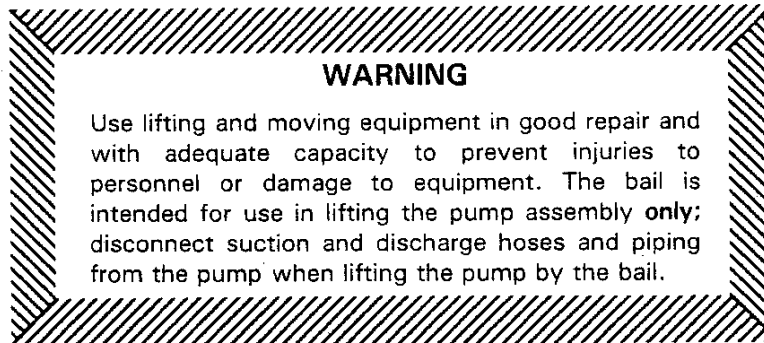 WARNING
Use lifting and moving equipment in good repair and
with adequate capacity to prevent injuries to
personnel or damage to equipment. The bail is
intended for use in lifting the pump assembly only;
disconnect suction and discharge hoses and piping
from the pump when lifting the pump by the bail.